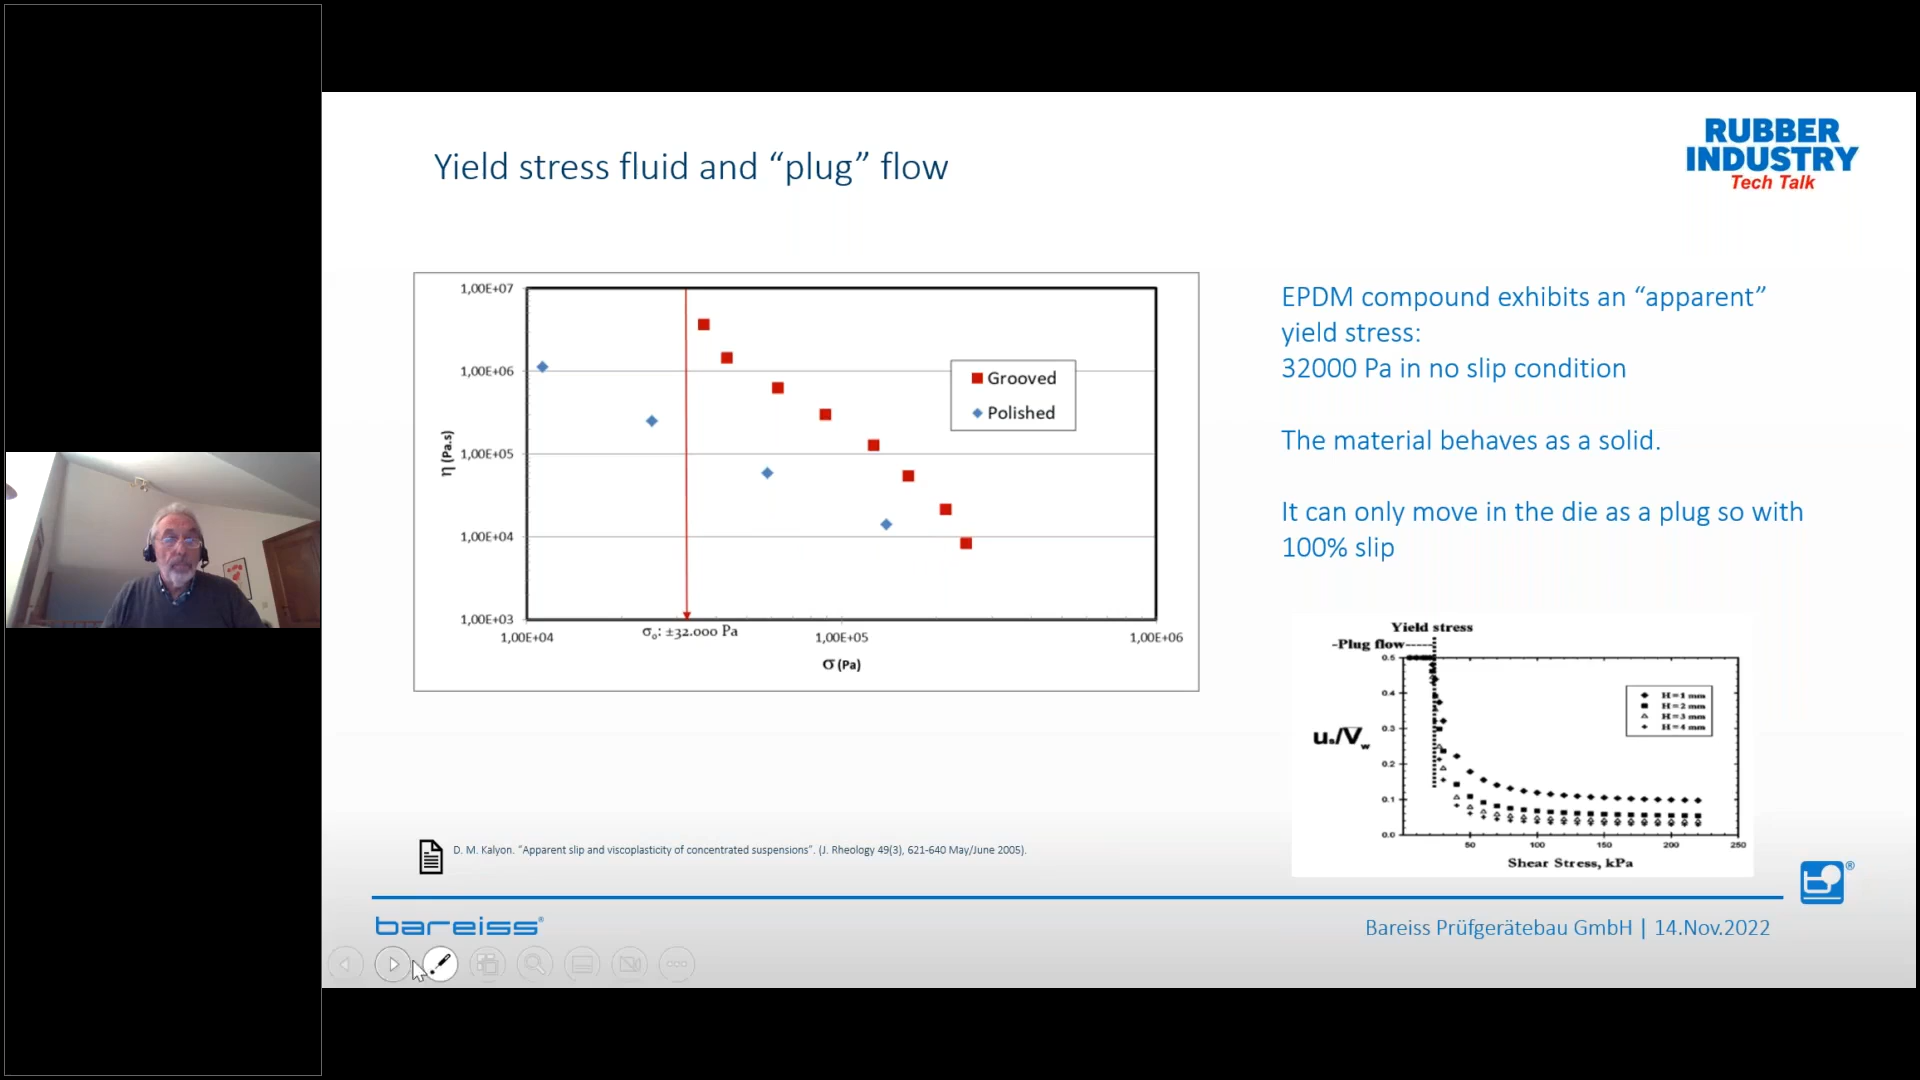 Yield stress fluid and “plug” flow
RUBBER
INDUSTRY
Tech Talk
1,00E+07
1,00E+06
1,00E+05
1,00E+04
1,00E+03
η (Pa.s)
Grooved
Polished
1,00E+04
σ₀: ±32.000 Pa
1,00E+05
1,00E+06
σ (Pa)
EPDM compound exhibits an “apparent”
yield stress:
32000 Pa in no slip condition
The material behaves as a solid.
It can only move in the die as a plug so with
100% slip
Yield stress
-Plug flow
0.5
0.4
0.3
0.2
0.1
0.0
uₛ/V_w
H=1 mm
H=2 mm
H=3 mm
H=4 mm
50
100
150
200
250
Shear Stress, kPa
D. M. Kalyon. “Apparent slip and viscoplasticity of concentrated suspensions”. (J. Rheology 49(3), 621-640 May/June 2005).
bareiss®
Bareiss Prüfgerätebau GmbH | 14.Nov.2022